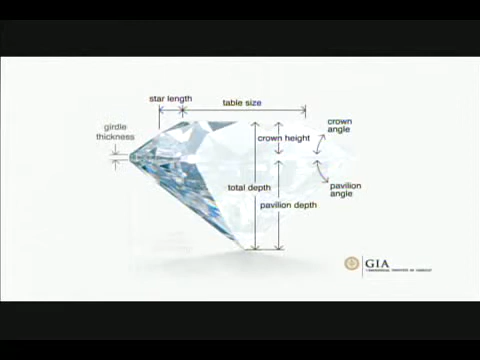 star length
table size
girdle
thickness
crown
angle
crown height
total depth
pavilion
angle
pavilion depth
GIA